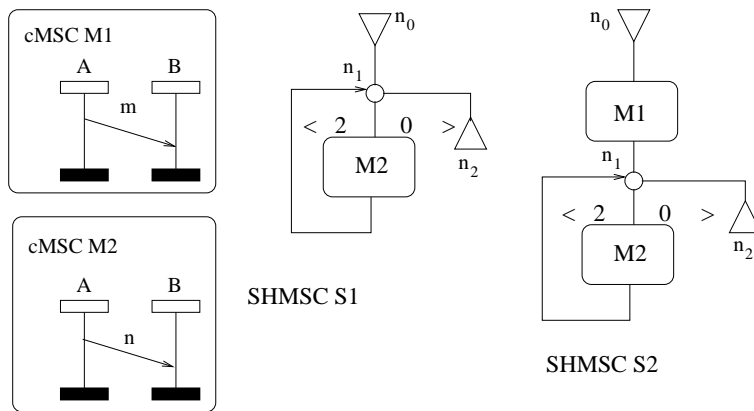 cMSC M1
A B
m
cMSC M2
A B
n
n0
n1
< 2 0 >
M2
n2
SHMSC S1
n0
M1
n1
< 2 0 >
M2
n2
SHMSC S2